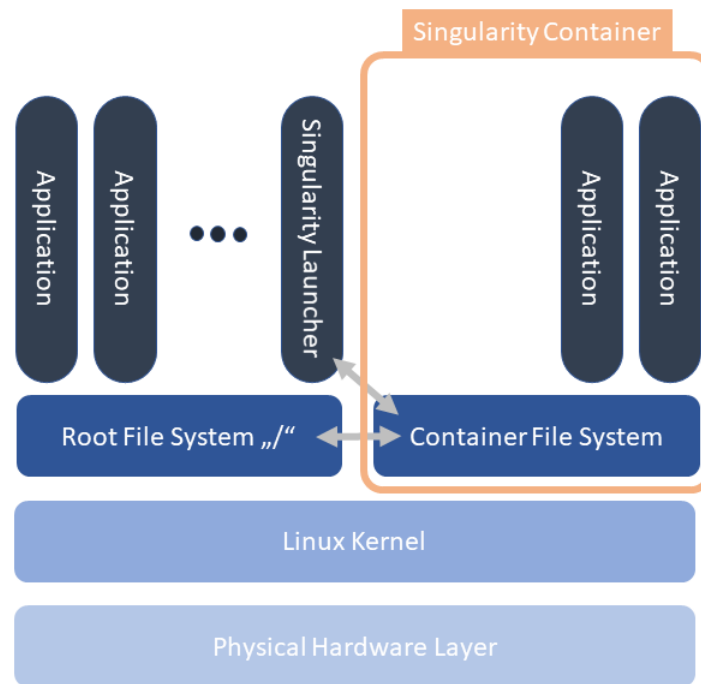 Singularity Container
Application
Application
Singularity Launcher
Application
Application
Root File System „/“
Container File System
Linux Kernel
Physical Hardware Layer